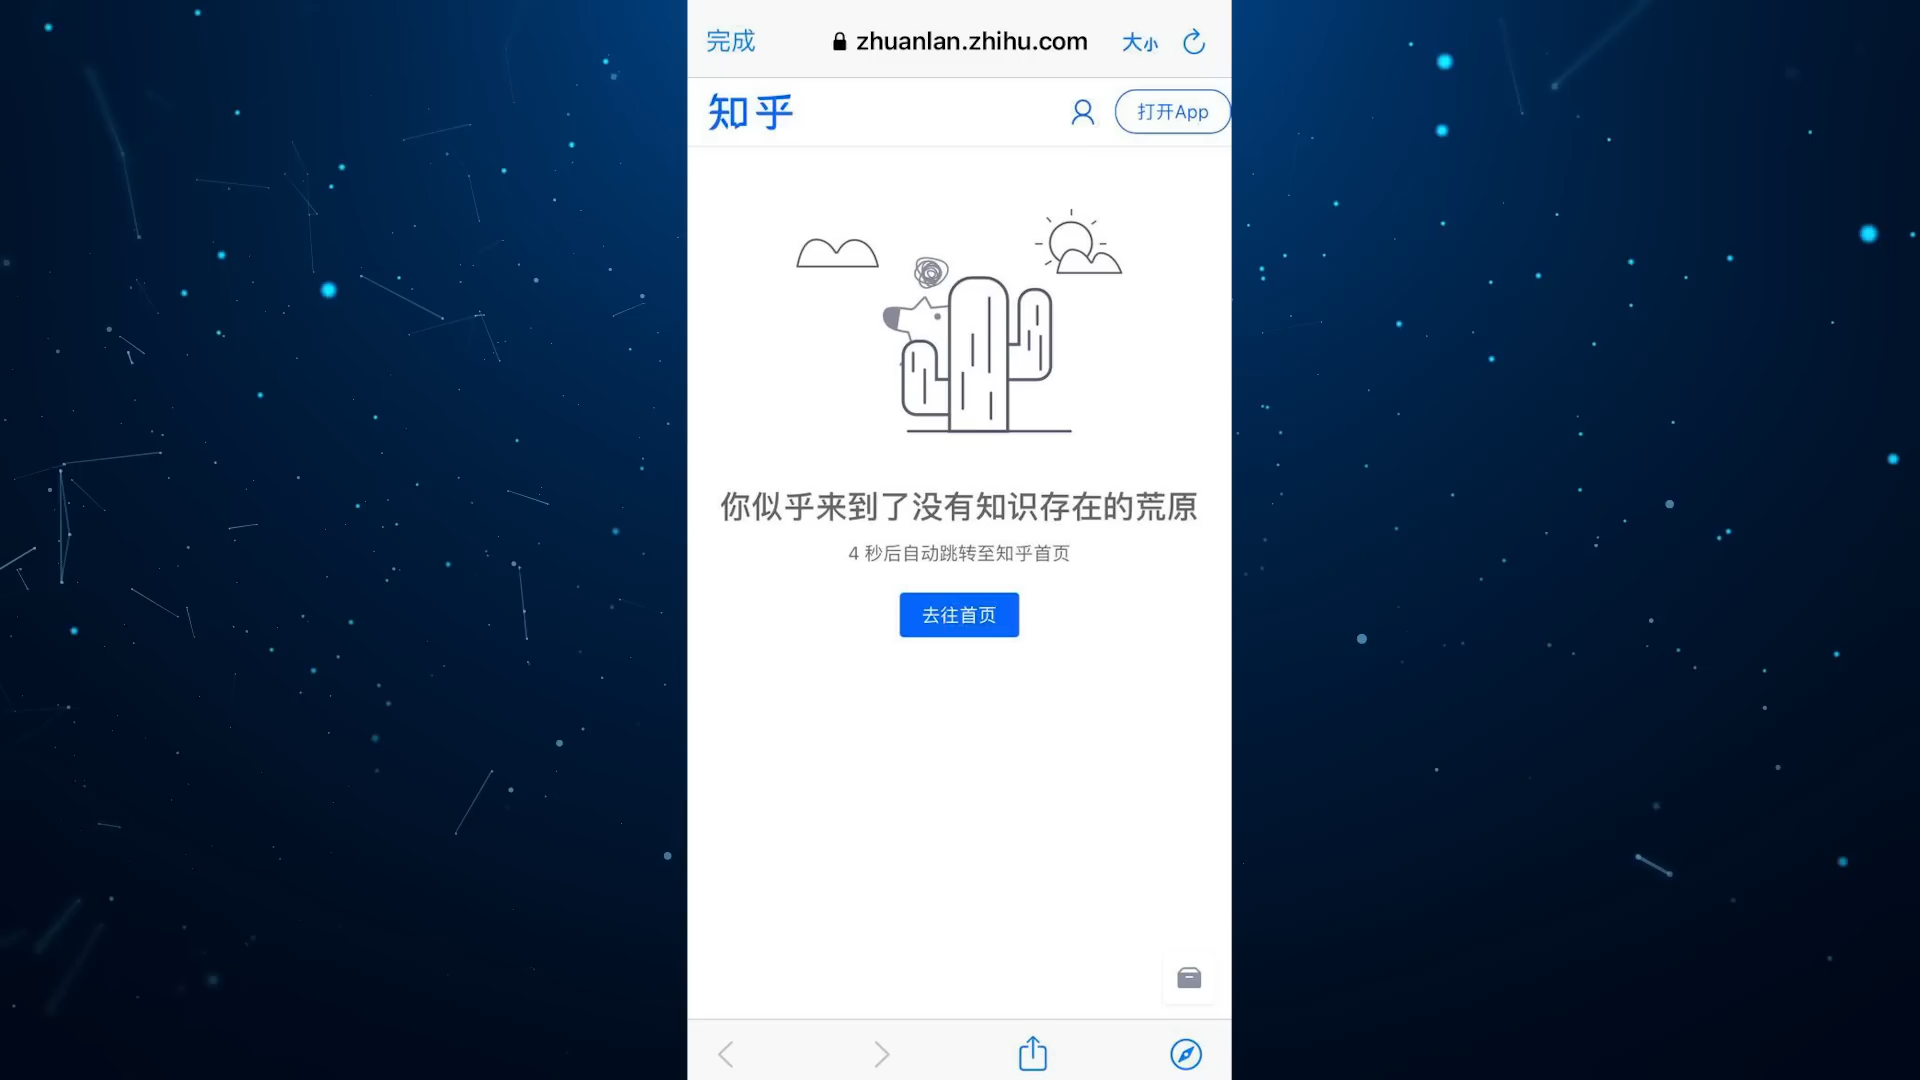 完成
zhuanlan.zhihu.com
大小
知乎
打开App
你似乎来到了没有知识存在的荒原
4 秒后自动跳转至知乎首页
去往首页